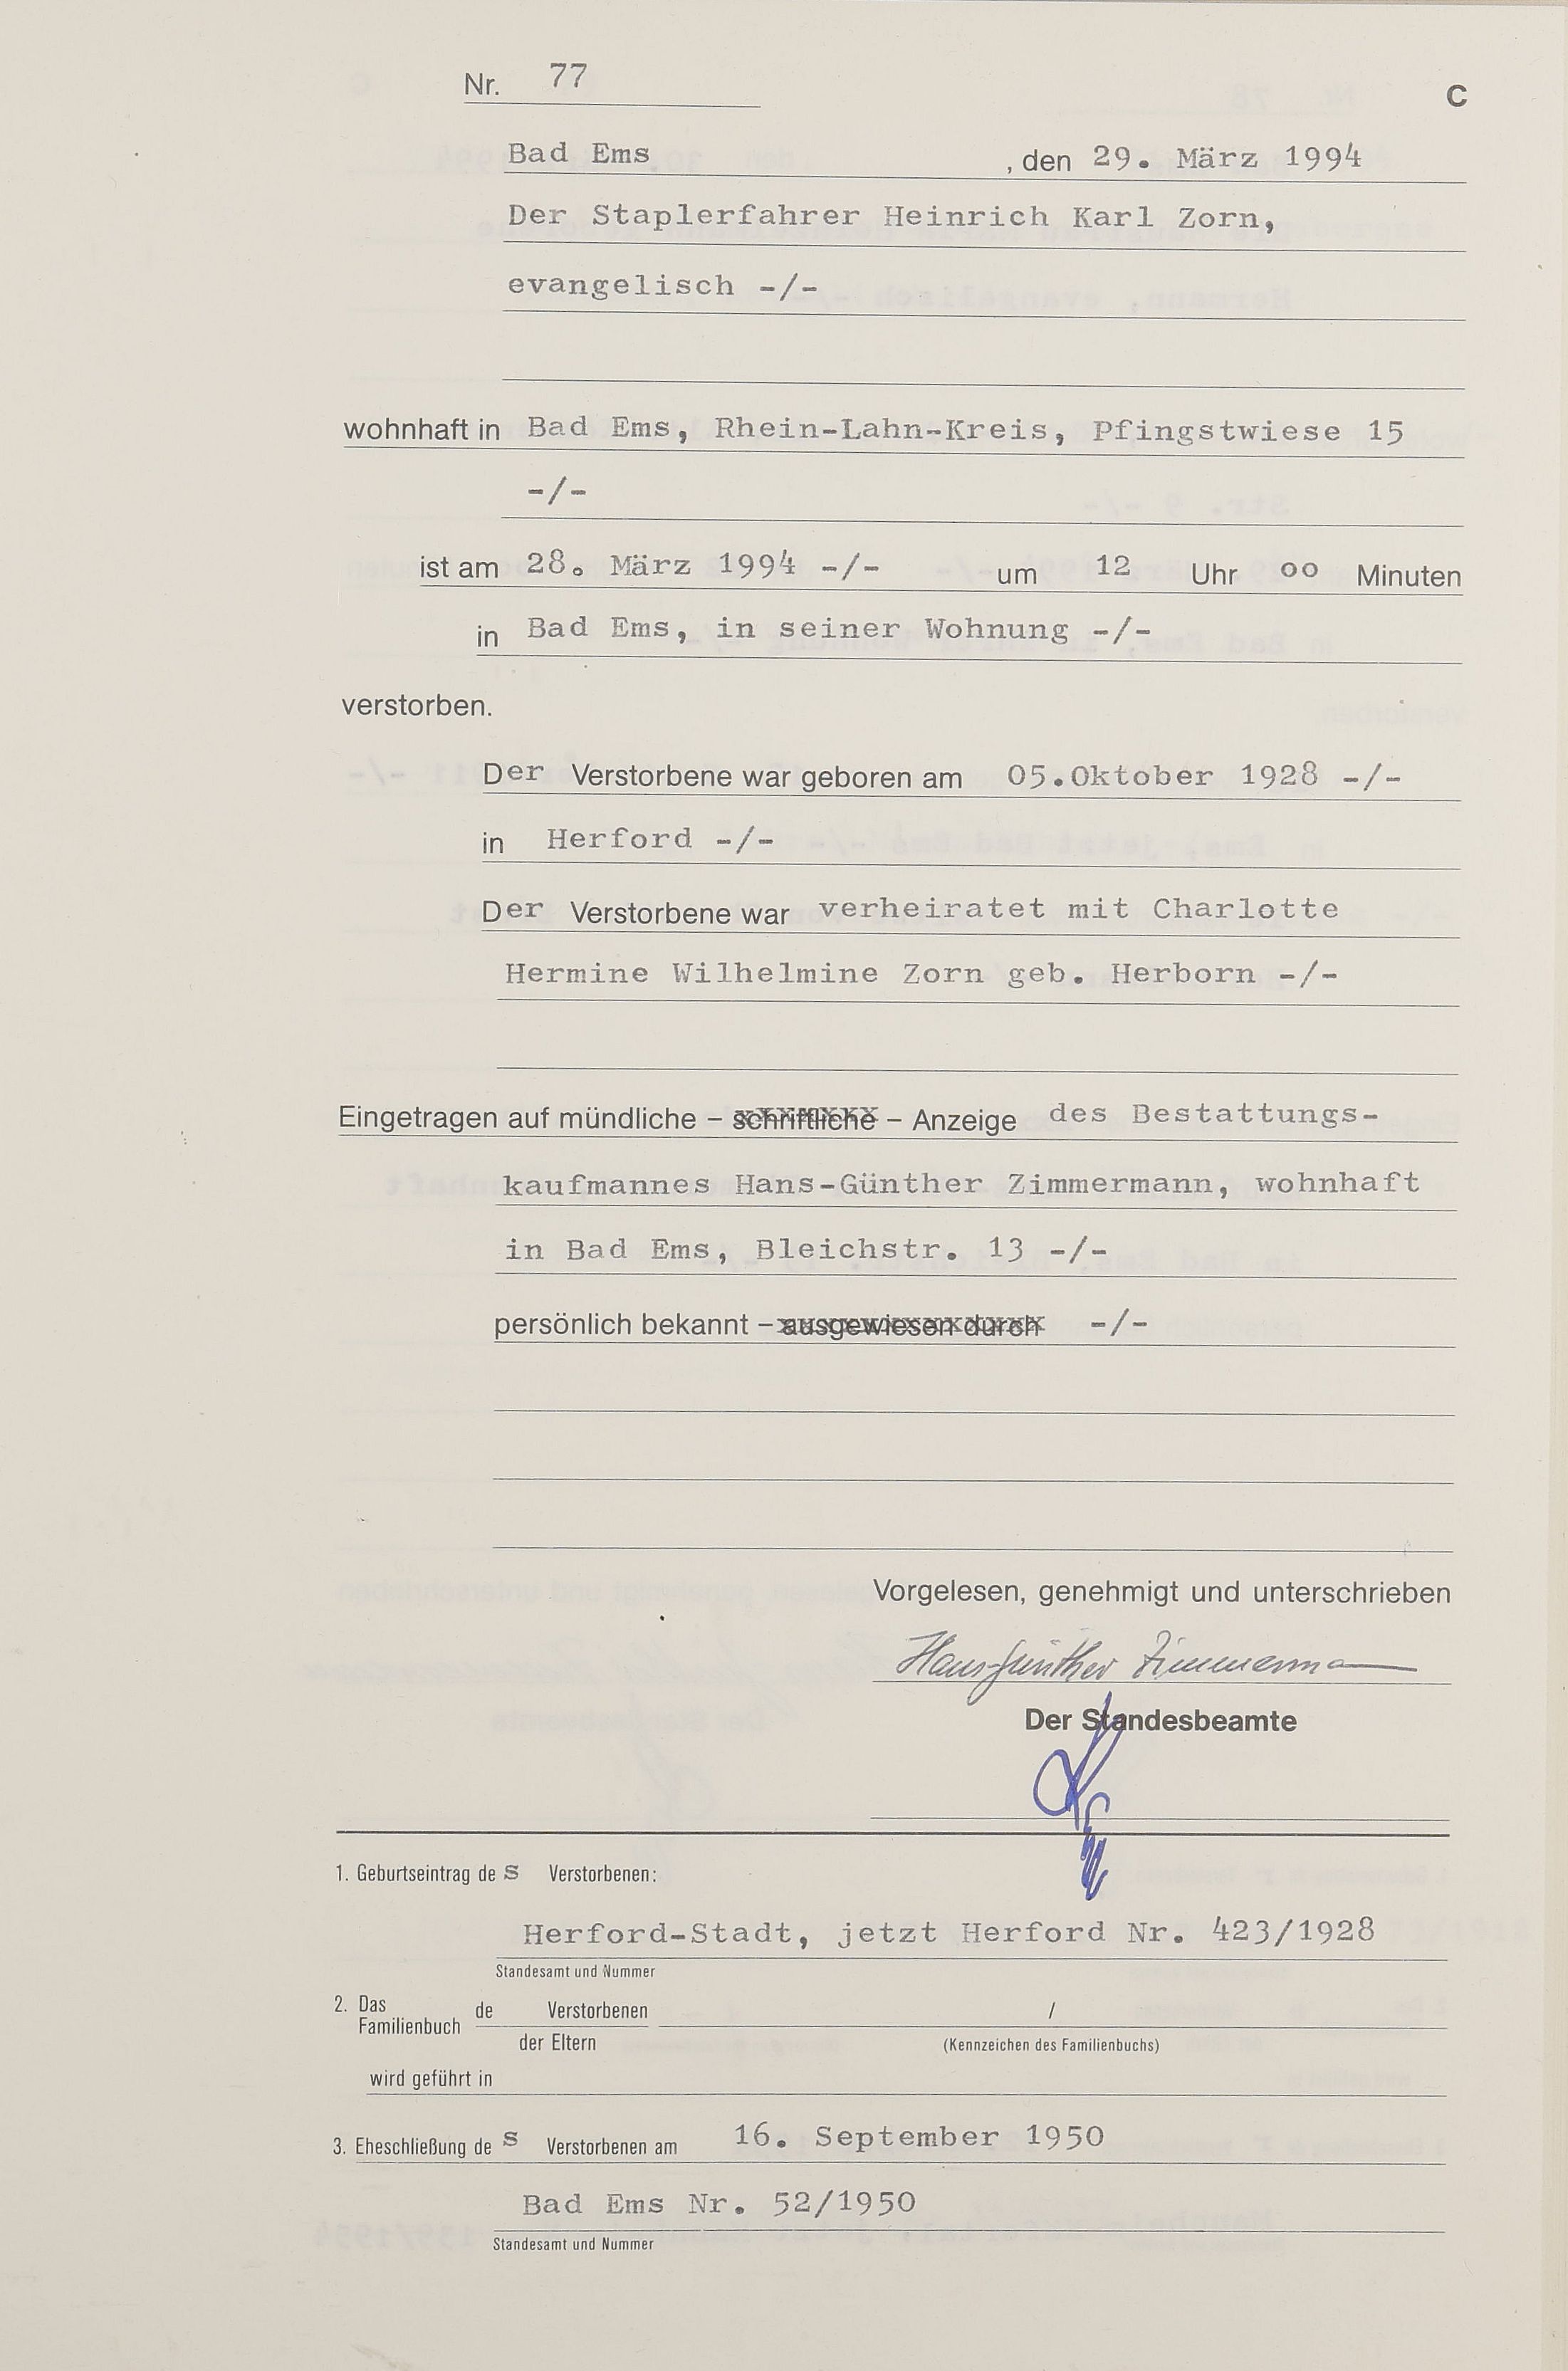 Nr. 77
C
Bad Ems , den 29. März 1994
Der Staplerfahrer Heinrich Karl Zorn,
evangelisch -/-
wohnhaft in Bad Ems, Rhein-Lahn-Kreis, Pfingstwiese 15
-/-
ist am 28. März 1994 -/- um 12 Uhr oo Minuten
in Bad Ems, in seiner Wohnung -/-
verstorben.
Der Verstorbene war geboren am 05.Oktober 1928 -/-
in Herford -/-
Der Verstorbene war verheiratet mit Charlotte
Hermine Wilhelmine Zorn geb. Herborn -/-
Eingetragen auf mündliche – schriftliche – Anzeige des Bestattungs-
kaufmannes Hans-Günther Zimmermann, wohnhaft
in Bad Ems, Bleichstr. 13 -/-
persönlich bekannt – ausgewiesen durch -/-
Vorgelesen, genehmigt und unterschrieben
Hans-Günther Zimmermann
Der Standesbeamte
1. Geburtseintrag des Verstorbenen:
Herford-Stadt, jetzt Herford Nr. 423/1928
Standesamt und Nummer
2. Das Familienbuch de Verstorbenen /
der Eltern (Kennzeichen des Familienbuchs)
wird geführt in
3. Eheschließung des Verstorbenen am 16. September 1950
Bad Ems Nr. 52/1950
Standesamt und Nummer